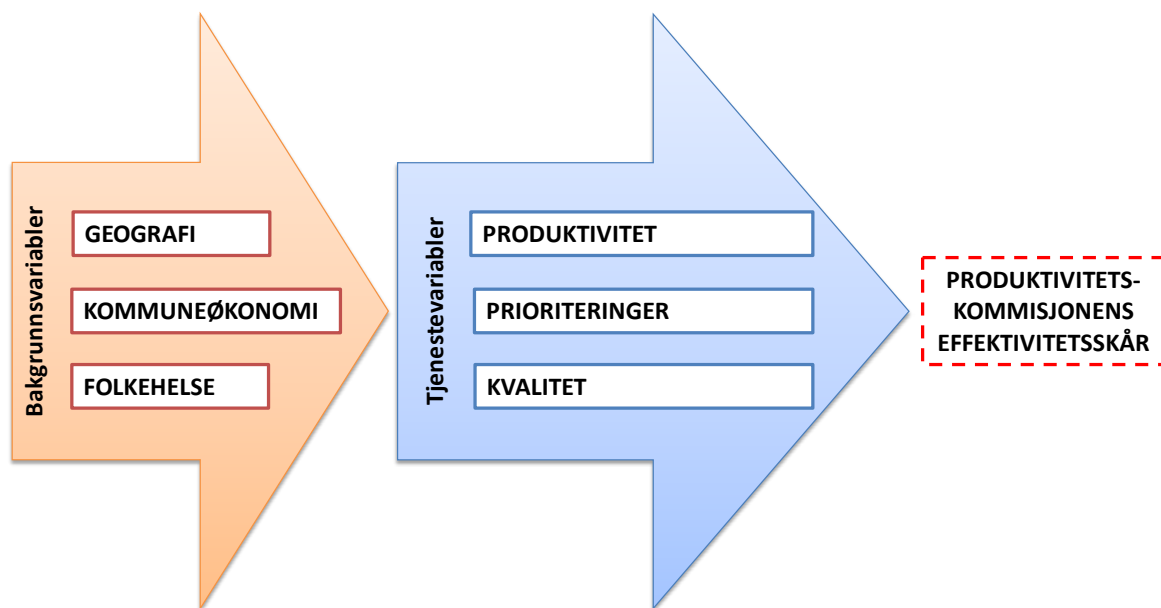 Bakgrunnsvariabler
GEOGRAFI
KOMMUNEØKONOMI
FOLKEHELSE
Tjenestevariabler
PRODUKTIVITET
PRIORITERINGER
KVALITET
PRODUKTIVITETS-
KOMMISJONENS
EFFEKTIVITETSSKÅR